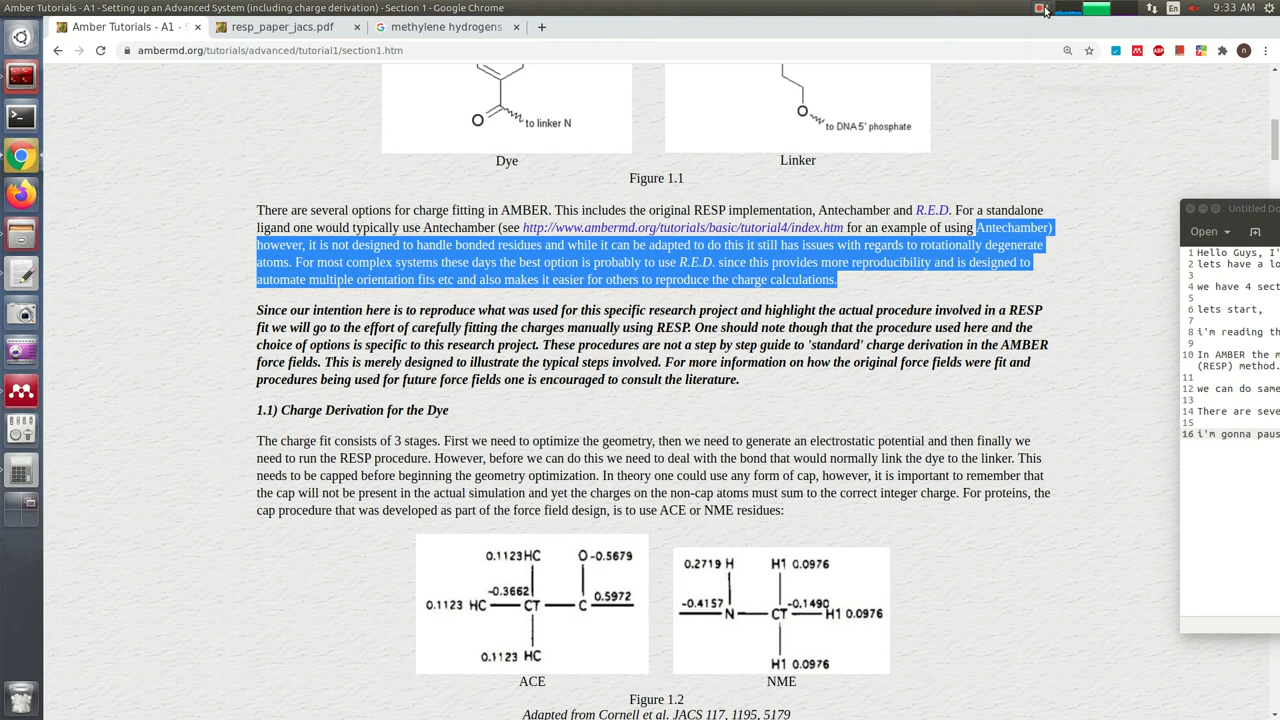 Amber Tutorials - A1 - Setting up an Advanced System (including charge derivation) - Section 1 - Google Chrome
En
9:33 AM
Amber Tutorials - A1 - S
resp_paper_jacs.pdf
methylene hydrogens
ambermd.org/tutorials/advanced/tutorial1/section1.htm
ABP
n
O
to linker N
O
to DNA 5' phosphate
Dye
Linker
Figure 1.1
There are several options for charge fitting in AMBER. This includes the original RESP implementation, Antechamber and R.E.D. For a standalone
ligand one would typically use Antechamber (see http://www.ambermd.org/tutorials/basic/tutorial4/index.htm for an example of using Antechamber)
however, it is not designed to handle bonded residues and while it can be adapted to do this it still has issues with regards to rotationally degenerate
atoms. For most complex systems these days the best option is probably to use R.E.D. since this provides more reproducibility and is designed to
automate multiple orientation fits etc and also makes it easier for others to reproduce the charge calculations.
Since our intention here is to reproduce what was used for this specific research project and highlight the actual procedure involved in a RESP
fit we will go to the effort of carefully fitting the charges manually using RESP. One should note though that the procedure used here and the
choice of options is specific to this research project. These procedures are not a step by step guide to 'standard' charge derivation in the AMBER
force fields. This is merely designed to illustrate the typical steps involved. For more information on how the original force fields were fit and
procedures being used for future force fields one is encouraged to consult the literature.
1.1) Charge Derivation for the Dye
The charge fit consists of 3 stages. First we need to optimize the geometry, then we need to generate an electrostatic potential and then finally we
need to run the RESP procedure. However, before we can do this we need to deal with the bond that would normally link the dye to the linker. This
needs to be capped before beginning the geometry optimization. In theory one could use any form of cap, however, it is important to remember that
the cap will not be present in the actual simulation and yet the charges on the non-cap atoms must sum to the correct integer charge. For proteins, the
cap procedure that was developed as part of the force field design, is to use ACE or NME residues:
0.1123 HC O -0.5679
-0.3662 0.5972
0.1123 HC CT C
0.1123 HC
0.2719 H H1 0.0976
-0.4157 -0.1490
N CT H1 0.0976
H1 0.0976
ACE
NME
Figure 1.2
Adapted from Cornell et al. JACS 117, 1195, 5179
Untitled Do
Open
1 Hello Guys, I
2 lets have a lo
3
4 we have 4 sect
5
6 lets start,
7
8 i'm reading th
9
10 In AMBER the m
(RESP) method.
11
12 we can do same
13
14 There are seve
15
16 i'm gonna paus